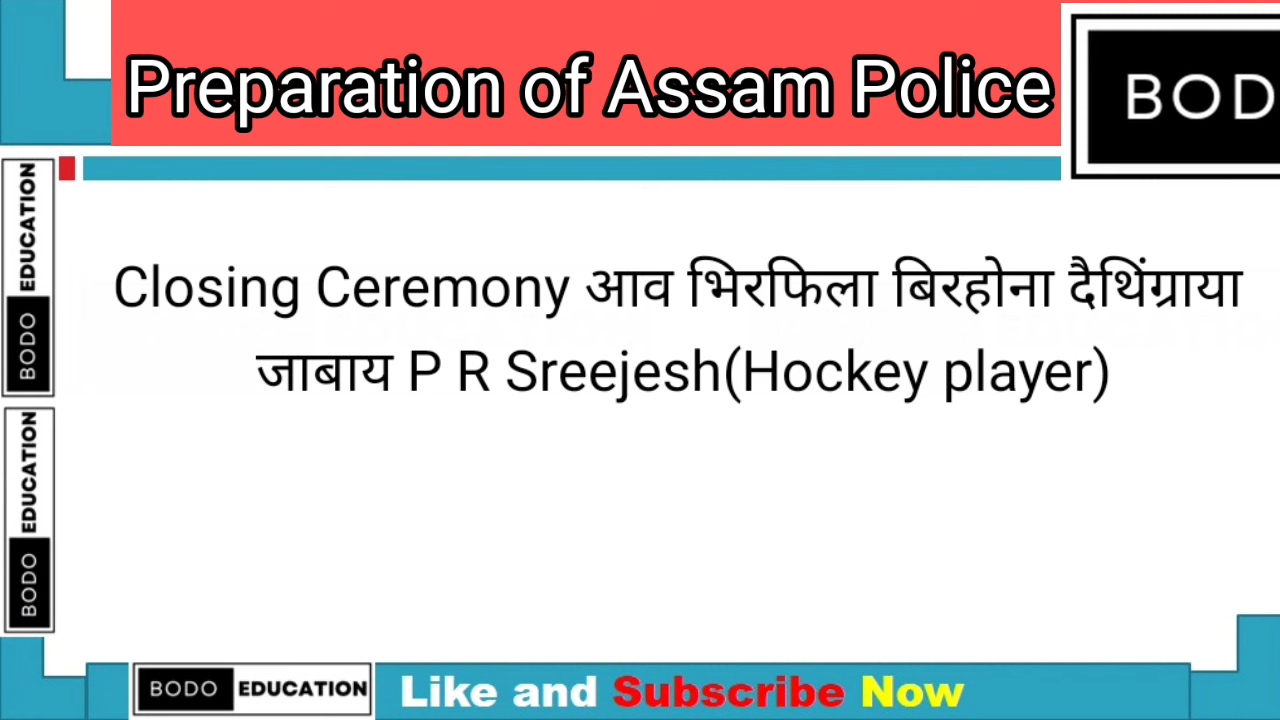 Preparation of Assam Police
BOD
BODO EDUCATION
Closing Ceremony आव भिरफिला बिरहोना दैथिंग्राया
जाबाय P R Sreejesh(Hockey player)
BODO EDUCATION
BODO EDUCATION Like and Subscribe Now